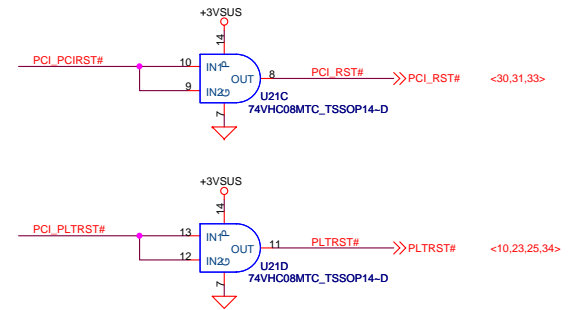 +3VSUS
14
PCI_PCIRST# 10 IN1 P OUT 8 PCI_RST# PCI_RST# <30,31,33>
9 IN2 G
U21C
7 74VHC08MTC_TSSOP14~D
+3VSUS
14
PCI_PLTRST# 13 IN1 P OUT 11 PLTRST# PLTRST# <10,23,25,34>
12 IN2 G
U21D
7 74VHC08MTC_TSSOP14~D